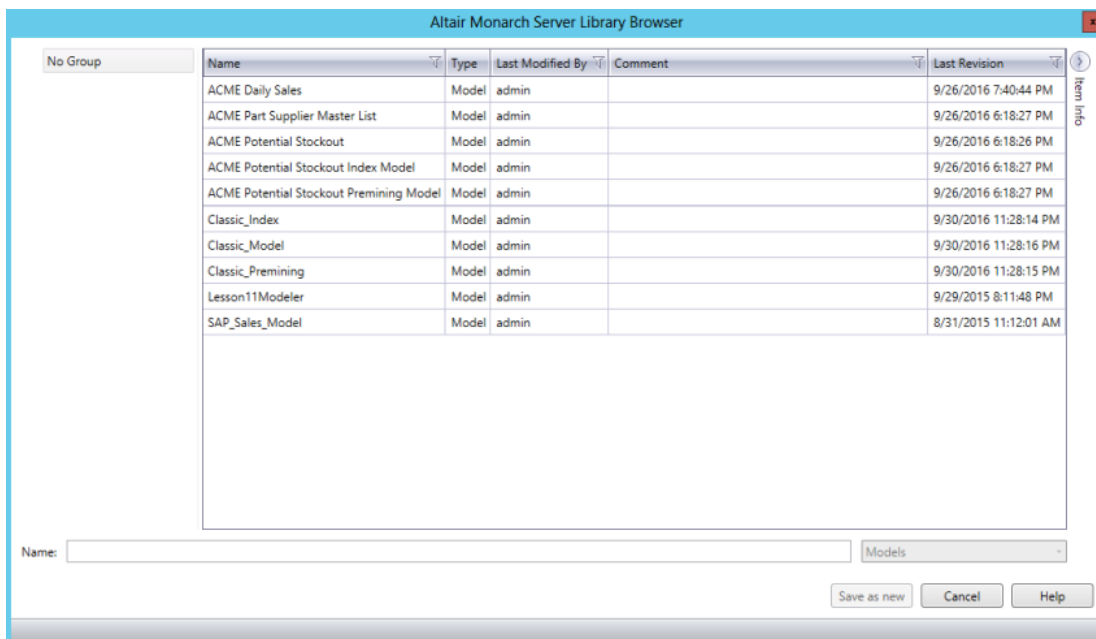 Altair Monarch Server Library Browser
x
No Group
Name Type Last Modified By Comment Last Revision
ACME Daily Sales Model admin 9/26/2016 7:40:44 PM
ACME Part Supplier Master List Model admin 9/26/2016 6:18:27 PM
ACME Potential Stockout Model admin 9/26/2016 6:18:26 PM
ACME Potential Stockout Index Model Model admin 9/26/2016 6:18:27 PM
ACME Potential Stockout Premining Model Model admin 9/26/2016 6:18:27 PM
Classic_Index Model admin 9/30/2016 11:28:14 PM
Classic_Model Model admin 9/30/2016 11:28:16 PM
Classic_Premining Model admin 9/30/2016 11:28:15 PM
Lesson11Modeler Model admin 9/29/2015 8:11:48 PM
SAP_Sales_Model Model admin 8/31/2015 11:12:01 AM
Item Info
Name: Models
Save as new Cancel Help